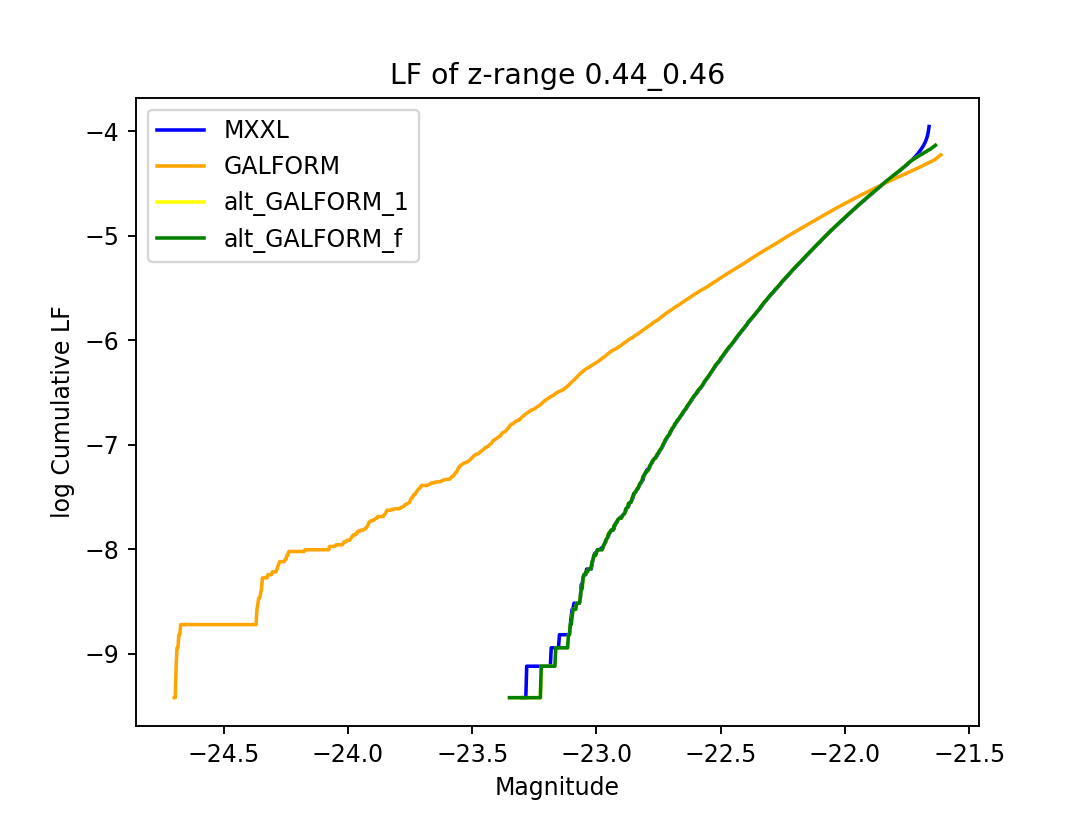 LF of z-range 0.44_0.46
MXXL
GALFORM
alt_GALFORM_1
alt_GALFORM_f
−4
−5
−6
−7
−8
−9
log Cumulative LF
−24.5
−24.0
−23.5
−23.0
−22.5
−22.0
−21.5
Magnitude